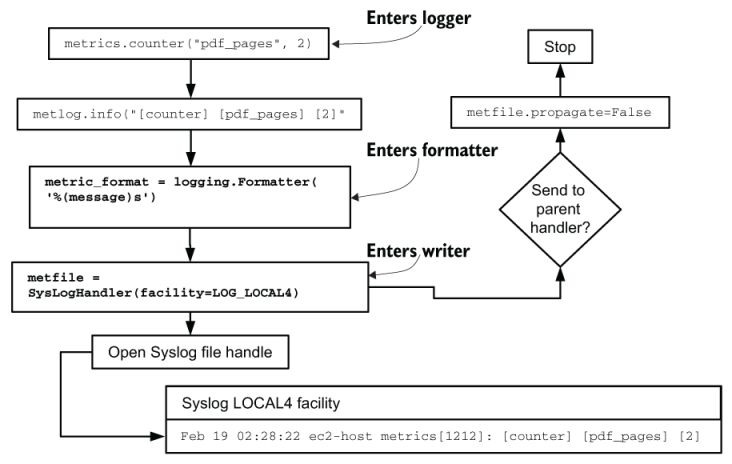 Enters logger
metrics.counter("pdf_pages", 2)
Stop
metlog.info("[counter] [pdf_pages] [2]"
metfile.propagate=False
Enters formatter
metric_format = logging.Formatter(
'%(message)s')
Send to
parent
handler?
Enters writer
metfile =
SysLogHandler(facility=LOG_LOCAL4)
Open Syslog file handle
Syslog LOCAL4 facility
Feb 19 02:28:22 ec2-host metrics[1212]: [counter] [pdf_pages] [2]